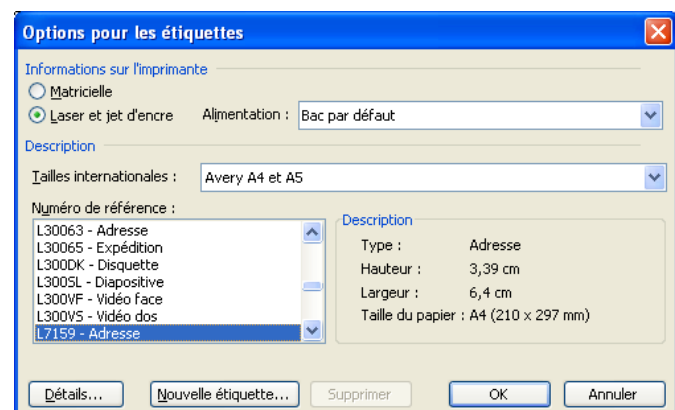 Options pour les étiquettes
Informations sur l'imprimante
Matricielle
Laser et jet d'encre Alimentation : Bac par défaut
Description
Tailles internationales : Avery A4 et A5
Numéro de référence :
L30063 - Adresse
L30065 - Expédition
L300DK - Disquette
L300SL - Diapositive
L300VF - Vidéo face
L300VS - Vidéo dos
L7159 - Adresse
Description
Type : Adresse
Hauteur : 3,39 cm
Largeur : 6,4 cm
Taille du papier : A4 (210 x 297 mm)
Détails... Nouvelle étiquette... Supprimer OK Annuler